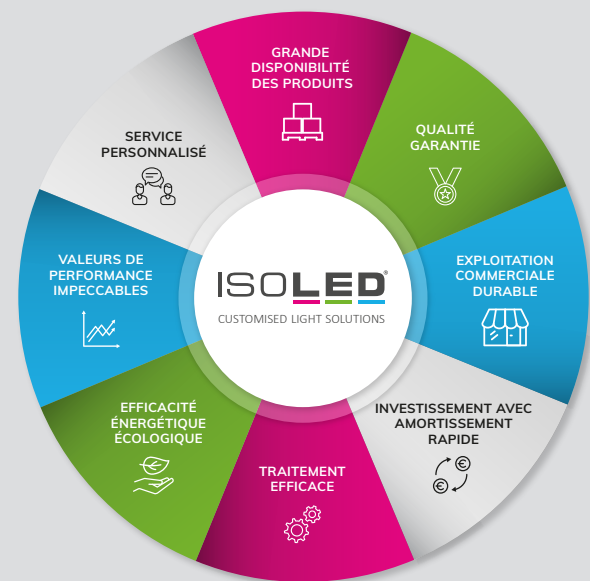 GRANDE
DISPONIBILITÉ
DES PRODUITS
QUALITÉ
GARANTIE
EXPLOITATION
COMMERCIALE
DURABLE
INVESTISSEMENT AVEC
AMORTISSEMENT
RAPIDE
TRAITEMENT
EFFICACE
EFFICACITÉ
ÉNERGÉTIQUE
ÉCOLOGIQUE
VALEURS DE
PERFORMANCE
IMPECCABLES
SERVICE
PERSONNALISÉ
ISOLED®
CUSTOMISED LIGHT SOLUTIONS